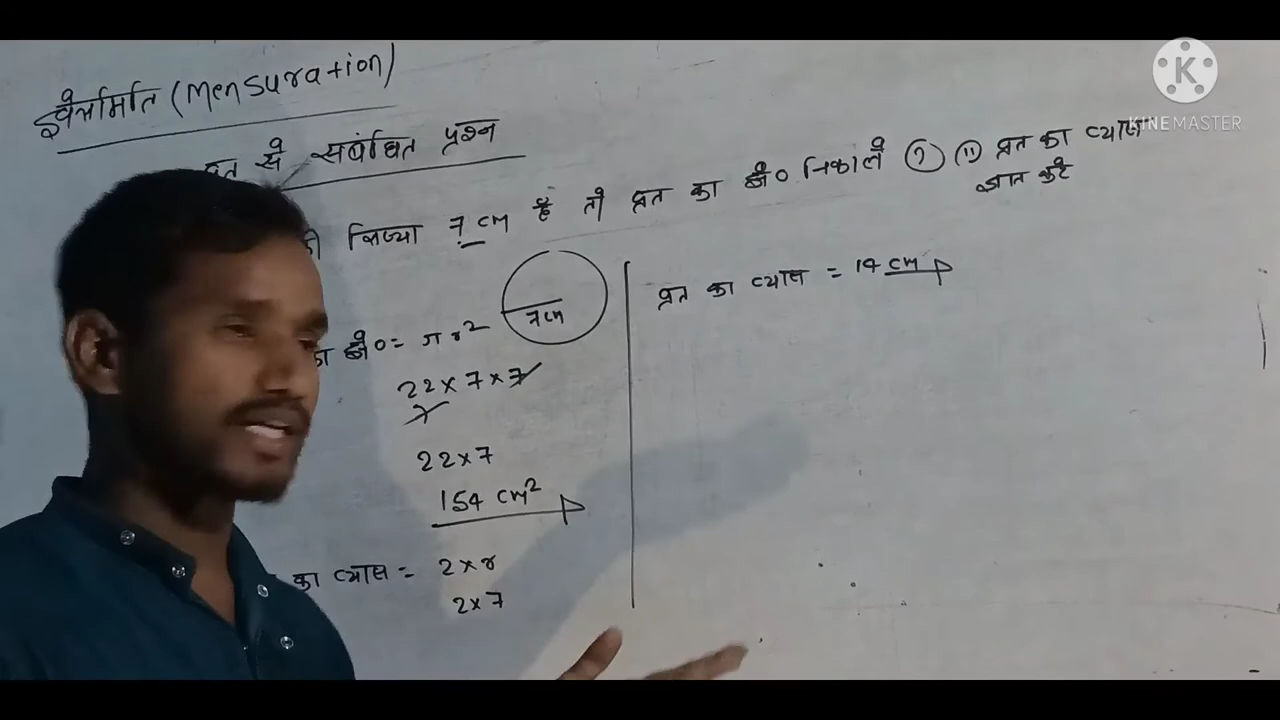 क्षेत्रमिति (Mensuration)
वृत से संबंधित प्रश्न
की त्रिज्या 7 cm है तो वृत का क्षे० निकाले (i) (ii) वृत का व्यास
ज्ञात करे
7cm
का क्षे० = πr²
22×7×7
7
22×7
154 cm²
का व्यास = 2×r
2×7
वृत का व्यास = 14 cm
K
KINEMASTER